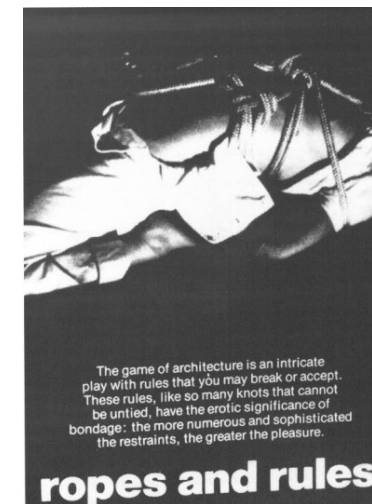 The game of architecture is an intricate
play with rules that you may break or accept.
These rules, like so many knots that cannot
be untied, have the erotic significance of
bondage: the more numerous and sophisticated
the restraints, the greater the pleasure.
ropes and rules